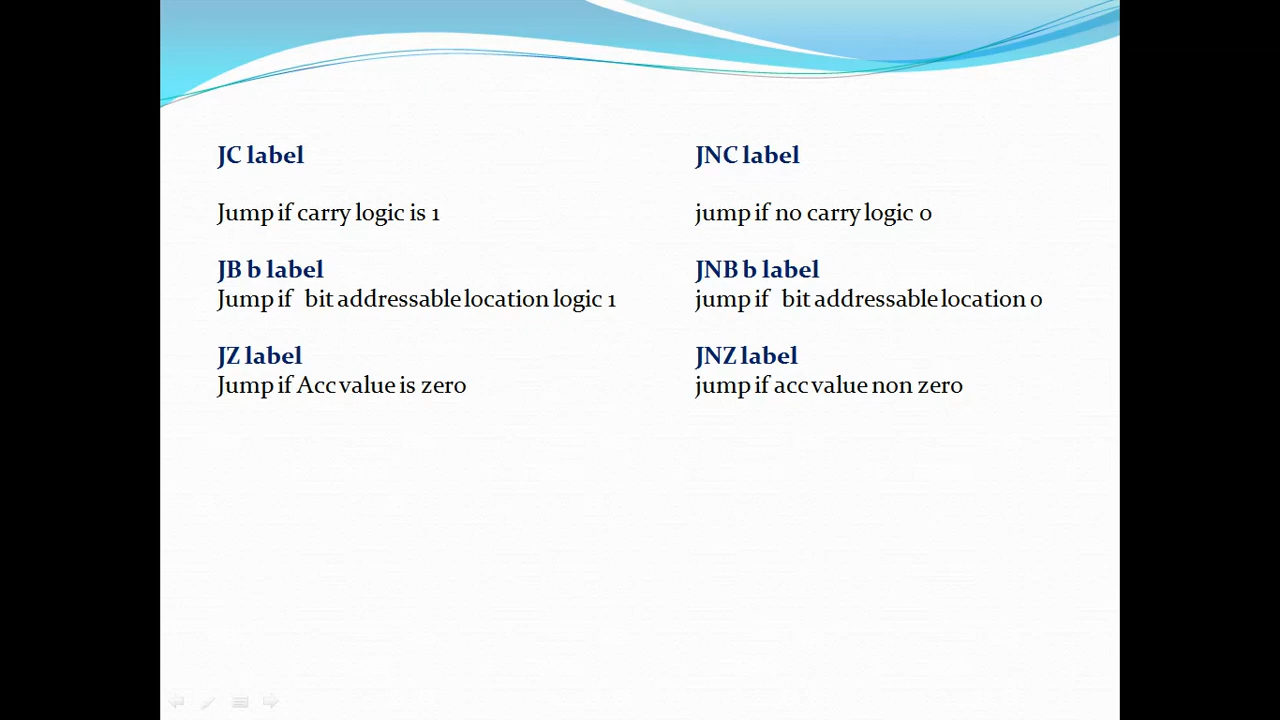 JC label
Jump if carry logic is 1
JB b label
Jump if bit addressable location logic 1
JZ label
Jump if Acc value is zero
JNC label
jump if no carry logic 0
JNB b label
jump if bit addressable location 0
JNZ label
jump if acc value non zero